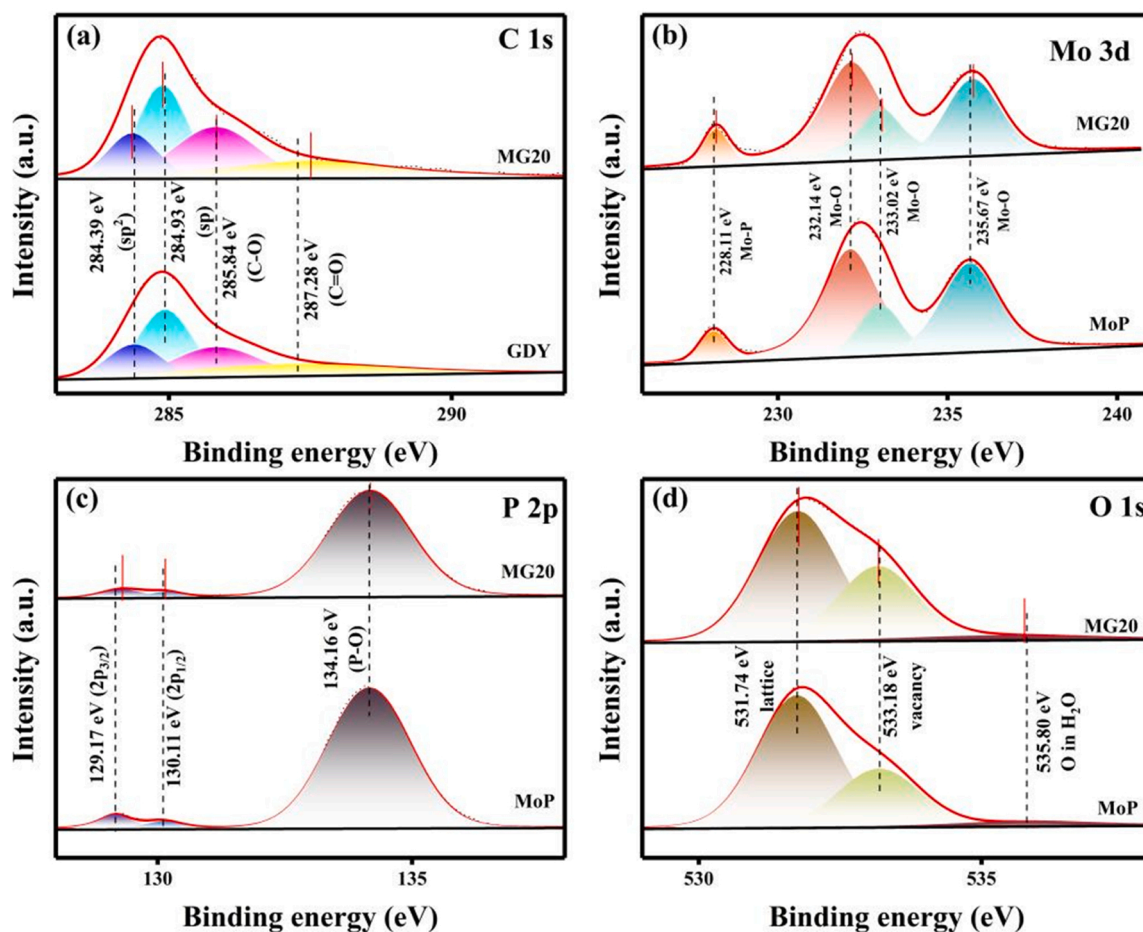 (a)
C 1s
MG20
284.39 eV
(sp²)
284.93 eV
(sp)
285.84 eV
(C-O)
287.28 eV
(C=O)
GDY
Intensity (a.u.)
285
290
Binding energy (eV)
(b)
Mo 3d
MG20
228.11 eV
Mo-P
232.14 eV
Mo-O
233.02 eV
Mo-O
235.67 eV
Mo-O
MoP
Intensity (a.u.)
230
235
240
Binding energy (eV)
(c)
P 2p
MG20
129.17 eV (2p₃/₂)
130.11 eV (2p₁/₂)
134.16 eV
(P-O)
MoP
Intensity (a.u.)
130
135
Binding energy (eV)
(d)
O 1s
MG20
531.74 eV
lattice
533.18 eV
vacancy
535.80 eV
O in H₂O
MoP
Intensity (a.u.)
530
535
Binding energy (eV)